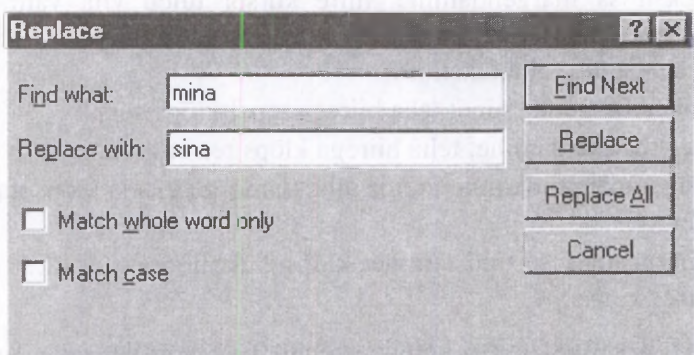 Replace
Find what: mina Find Next
Replace with: sina Replace
Replace All
Match whole word only
Cancel
Match case